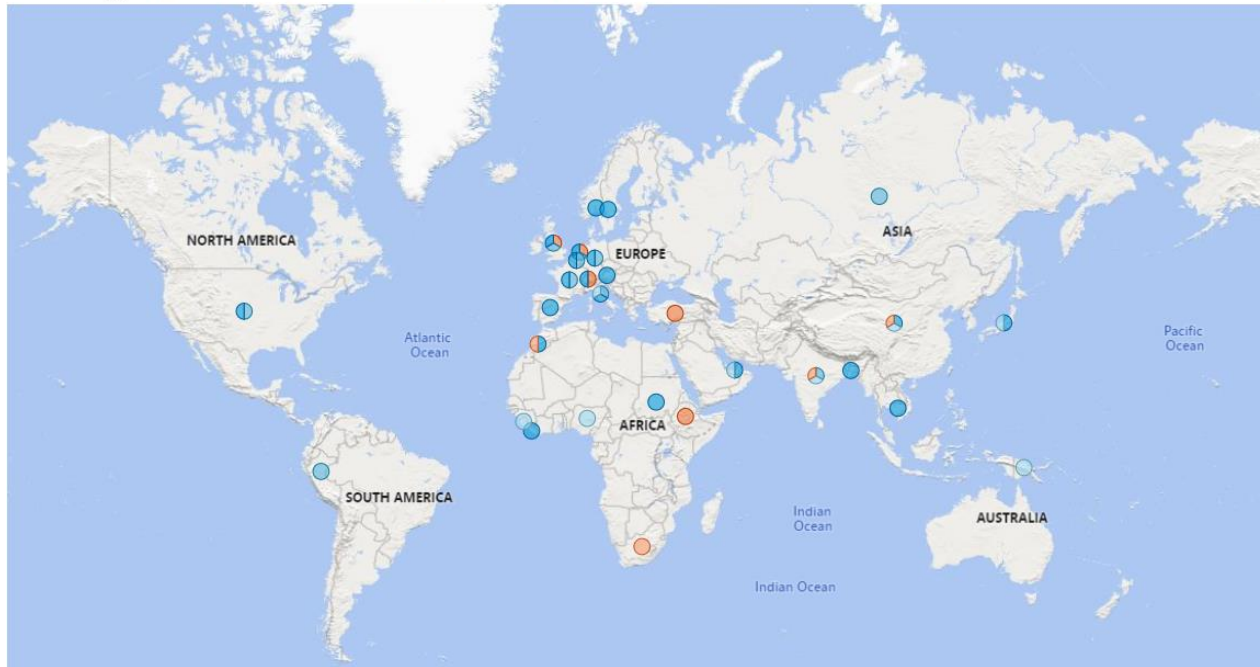 NORTH AMERICA
EUROPE
ASIA
Atlantic
Ocean
Pacific
Ocean
AFRICA
SOUTH AMERICA
Indian
Ocean
AUSTRALIA
Indian Ocean